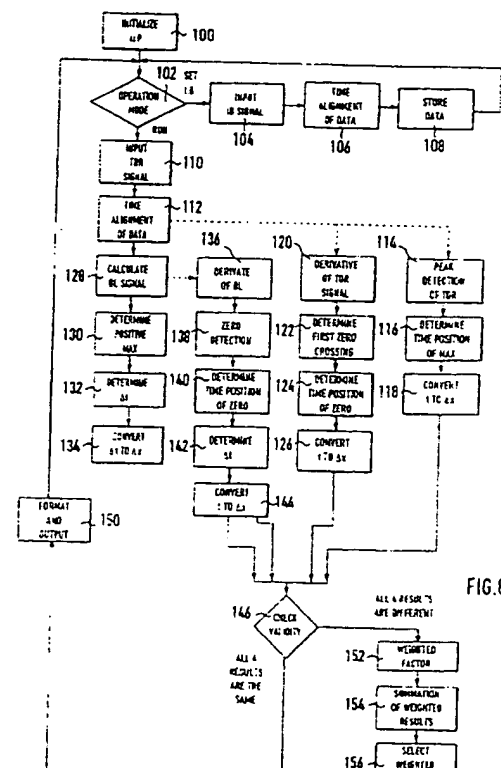 INITIALIZE
μP
100
102
SET
OPERATION
MODE
RUN
INPUT
LB SIGNAL
104
TIME
ALIGNMENT
OF DATA
106
STORE
DATA
108
INPUT
TDR
SIGNAL
110
TIME
ALIGNMENT
OF DATA
112
128
CALCULATE
BL SIGNAL
136
DERIVATE
OF BL
120
DERIVATIVE
OF TDR
SIGNAL
114
PEAK
DETECTION
OF TDR
130
DETERMINE
POSITIVE
MAX
138
ZERO
DETECTION
122
DETERMINE
FIRST ZERO
CROSSING
116
DETERMINE
TIME POSITION
OF MAX
132
DETERMINE
Δt
140
DETERMINE
TIME POSITION
OF ZERO
124
DETERMINE
TIME POSITION
OF ZERO
118
CONVERT
t TO Δx
134
CONVERT
Δt TO Δx
142
DETERMINE
Δt
126
CONVERT
t TO Δx
CONVERT
t TO Δx
144
FORMAT
AND
OUTPUT
150
FIG.8
146
CHECK
VALIDITY
ALL 4 RESULTS
ARE DIFFERENT
ALL 4
RESULTS
ARE THE
SAME
152
WEIGHTED
FACTOR
154
SUMMATION
OF WEIGHTED
RESULTS
156
SELECT
WEIGHTED